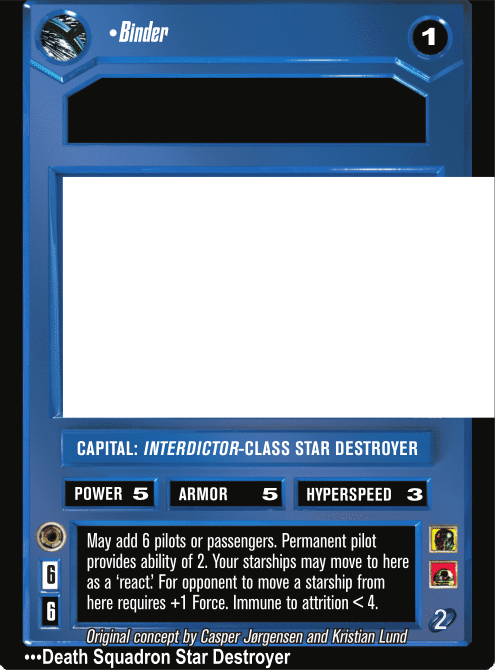 •Binder
1
CAPITAL: INTERDICTOR-CLASS STAR DESTROYER
POWER 5 ARMOR 5 HYPERSPEED 3
May add 6 pilots or passengers. Permanent pilot
provides ability of 2. Your starships may move to here
as a 'react.' For opponent to move a starship from
here requires +1 Force. Immune to attrition < 4.
6
6
2
Original concept by Casper Jørgensen and Kristian Lund
•••Death Squadron Star Destroyer